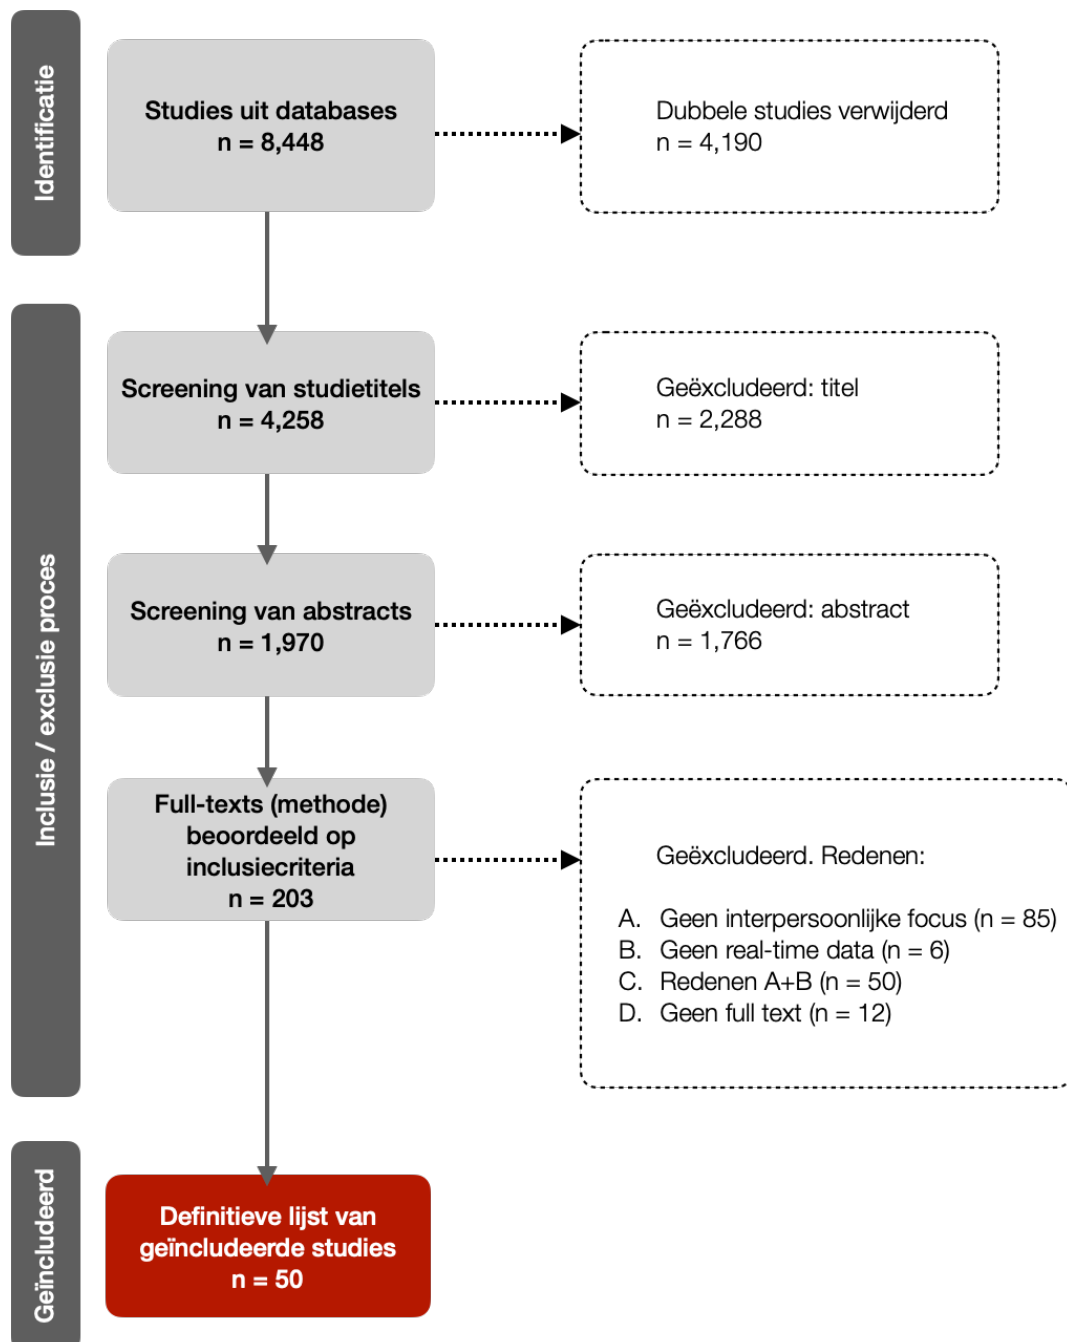 Identificatie
Studies uit databases
n = 8,448
Dubbele studies verwijderd
n = 4,190
Inclusie / exclusie proces
Screening van studietitels
n = 4,258
Geëxcludeerd: titel
n = 2,288
Screening van abstracts
n = 1,970
Geëxcludeerd: abstract
n = 1,766
Full-texts (methode)
beoordeeld op
inclusiecriteria
n = 203
Geëxcludeerd. Redenen:
A. Geen interpersoonlijke focus (n = 85)
B. Geen real-time data (n = 6)
C. Redenen A+B (n = 50)
D. Geen full text (n = 12)
Geïncludeerd
Definitieve lijst van
geïncludeerde studies
n = 50